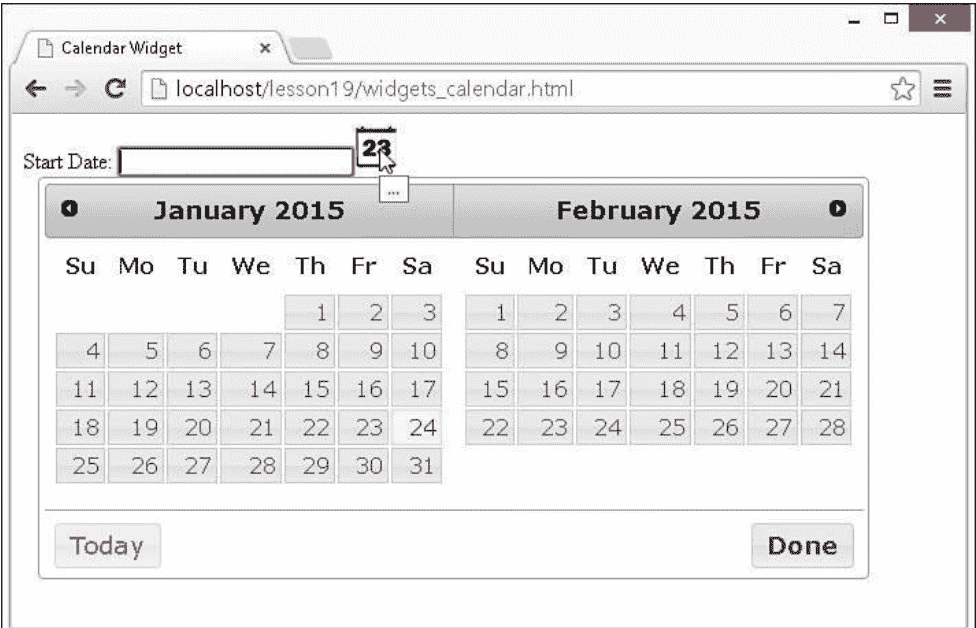 Calendar Widget
localhost/lesson19/widgets_calendar.html
Start Date:
23
...
January 2015 February 2015
Su Mo Tu We Th Fr Sa Su Mo Tu We Th Fr Sa
1 2 3 1 2 3 4 5 6 7
4 5 6 7 8 9 10 8 9 10 11 12 13 14
11 12 13 14 15 16 17 15 16 17 18 19 20 21
18 19 20 21 22 23 24 22 23 24 25 26 27 28
25 26 27 28 29 30 31
Today Done